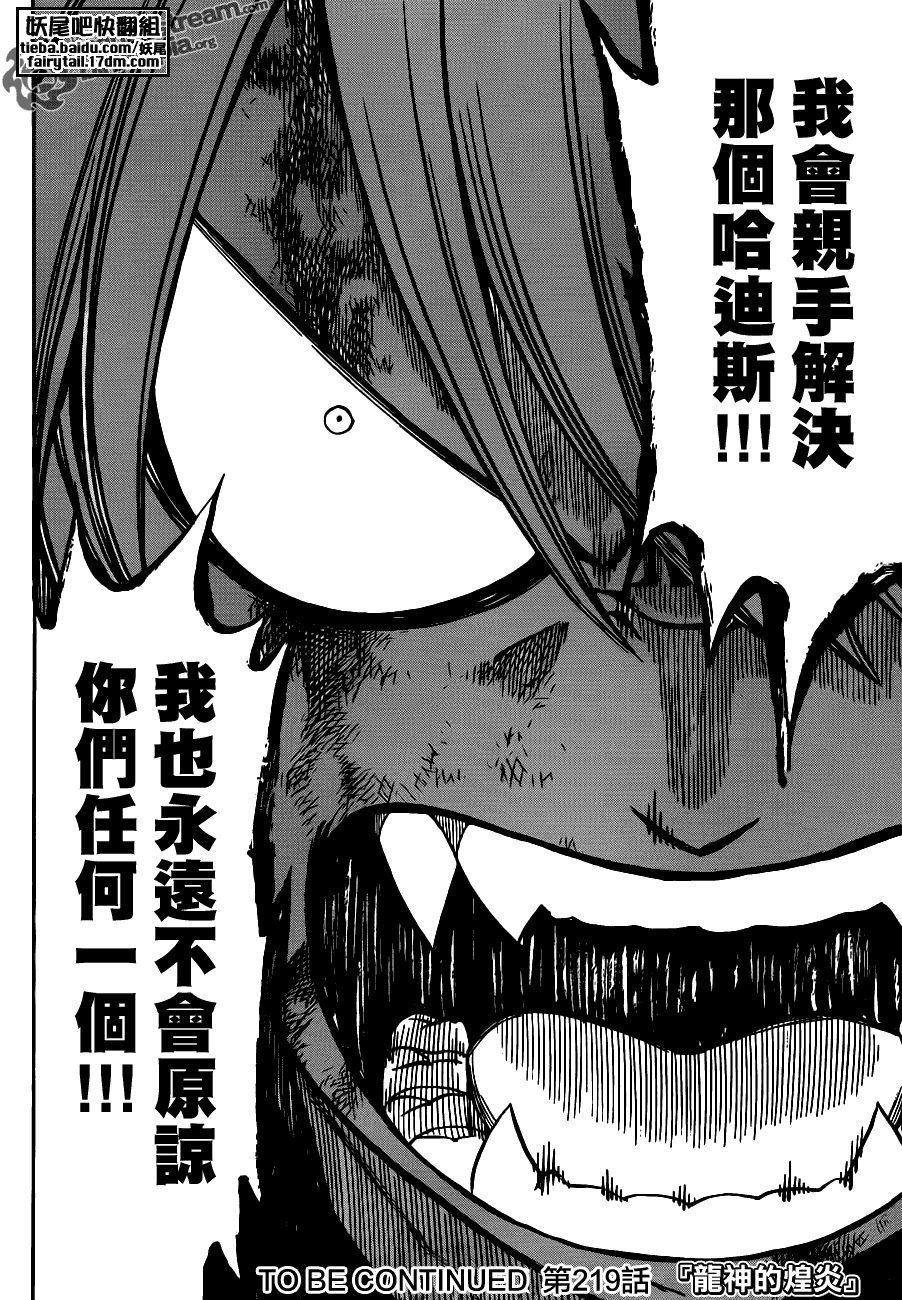 妖尾吧快翻組
tieba.baidu.com/妖尾
fairytail.17dm.com
我會親手解決
那個哈迪斯!!!
我也永遠不會原諒
你們任何一個!!!
TO BE CONTINUED 第219話 『龍神的煌炎』